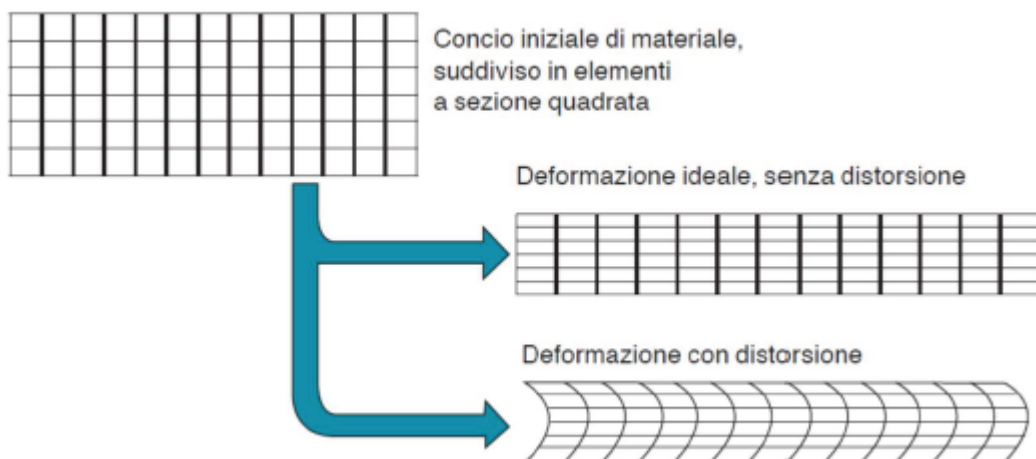 Concio iniziale di materiale,
suddiviso in elementi
a sezione quadrata
Deformazione ideale, senza distorsione
Deformazione con distorsione